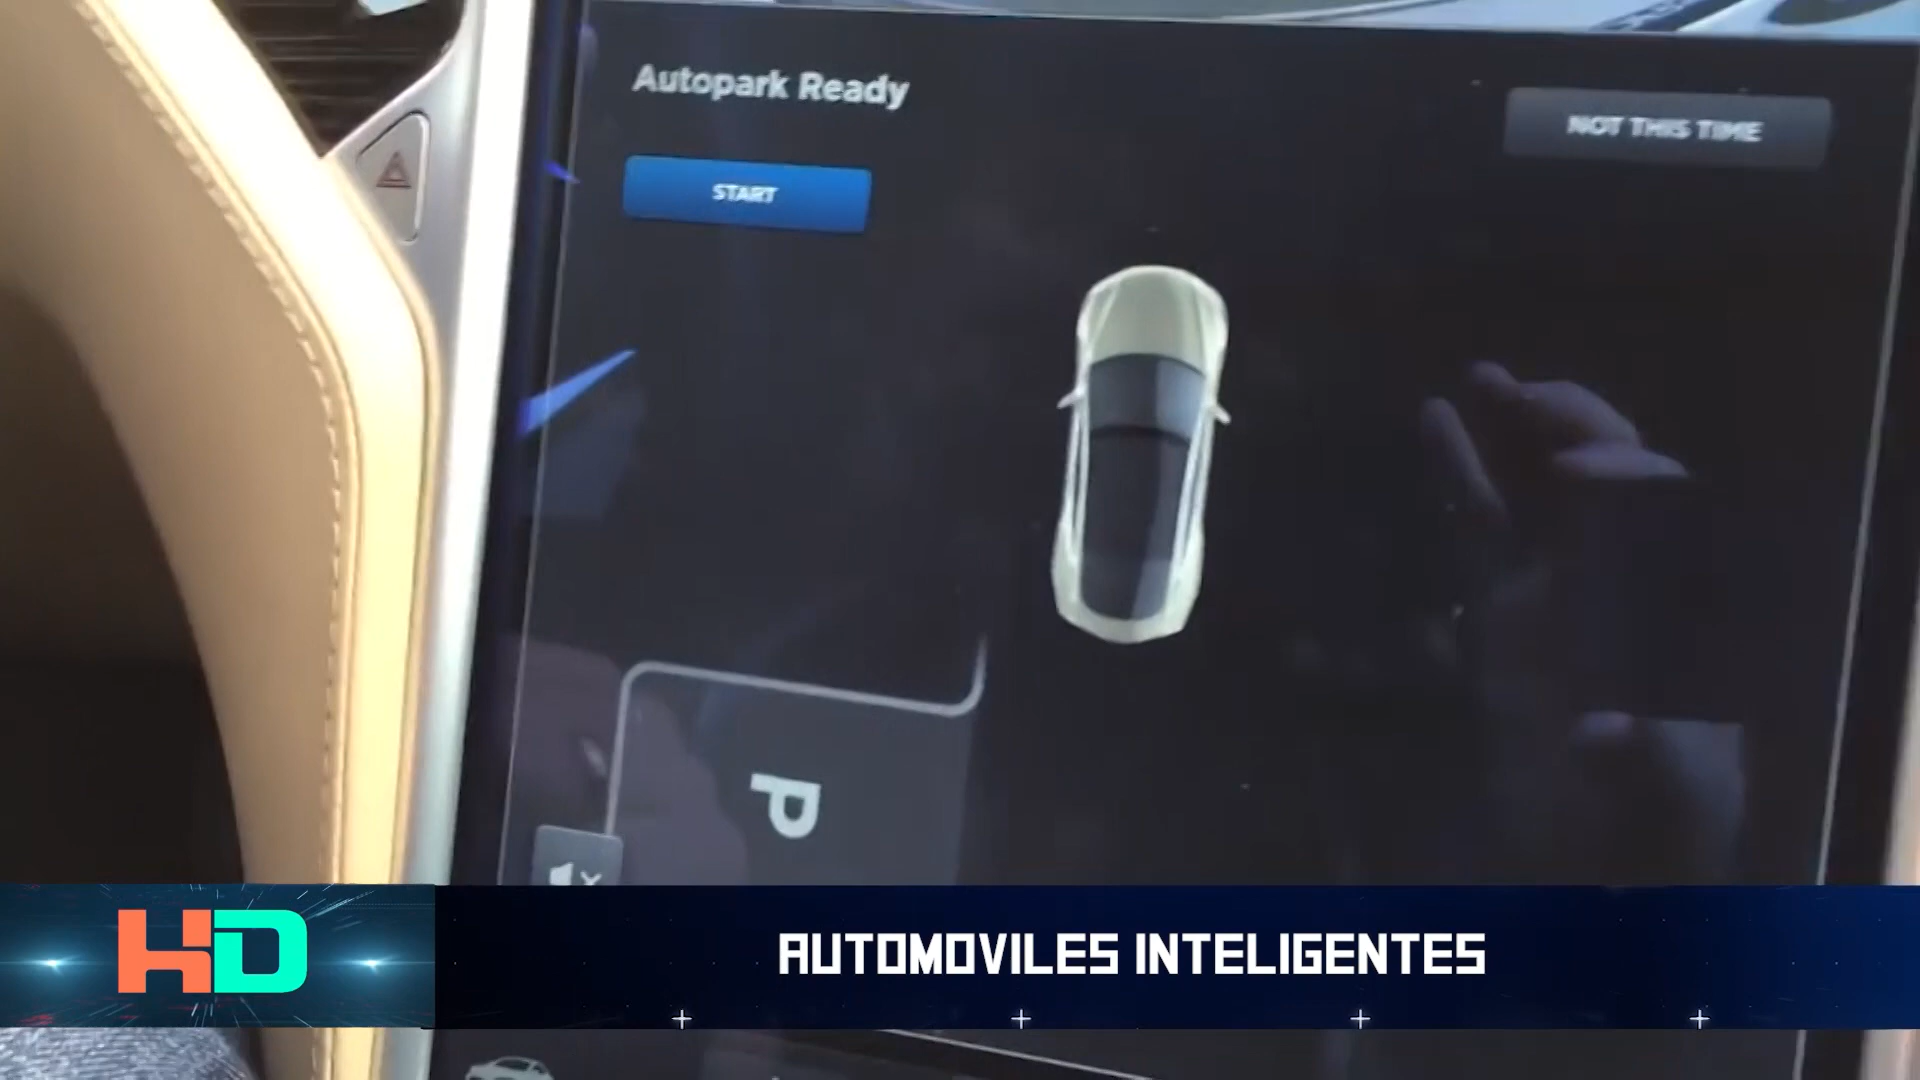 Autopark Ready
NOT THIS TIME
START
P
HD
AUTOMOVILES INTELIGENTES